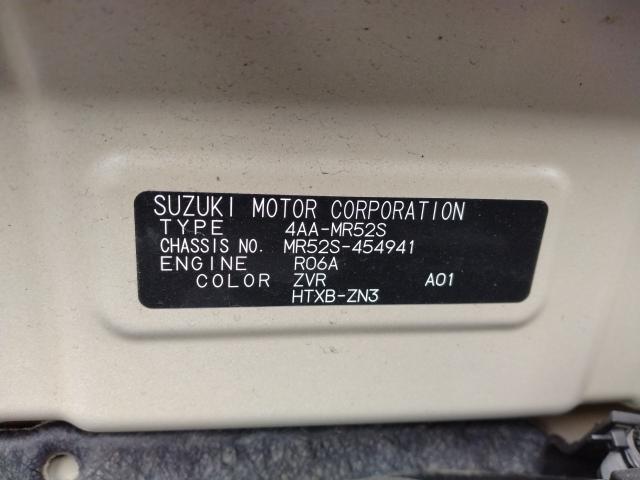 SUZUKI MOTOR CORPORATION
TYPE 4AA-MR52S
CHASSIS NO. MR52S-454941
ENGINE R06A
COLOR ZVR A01
HTXB-ZN3